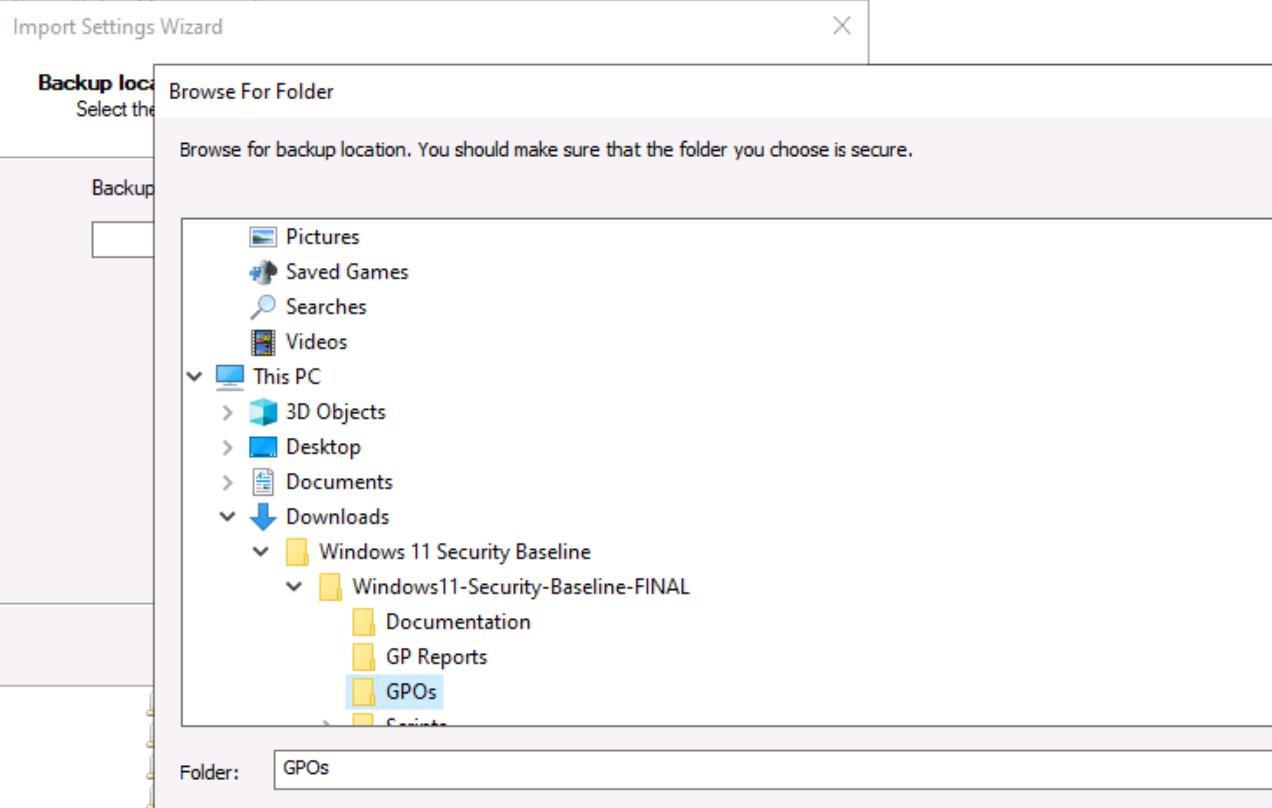 Import Settings Wizard
Backup loca
Select the
Browse For Folder
Browse for backup location. You should make sure that the folder you choose is secure.
Backup
Pictures
Saved Games
Searches
Videos
This PC
3D Objects
Desktop
Documents
Downloads
Windows 11 Security Baseline
Windows11-Security-Baseline-FINAL
Documentation
GP Reports
GPOs
Scripts
Folder: GPOs